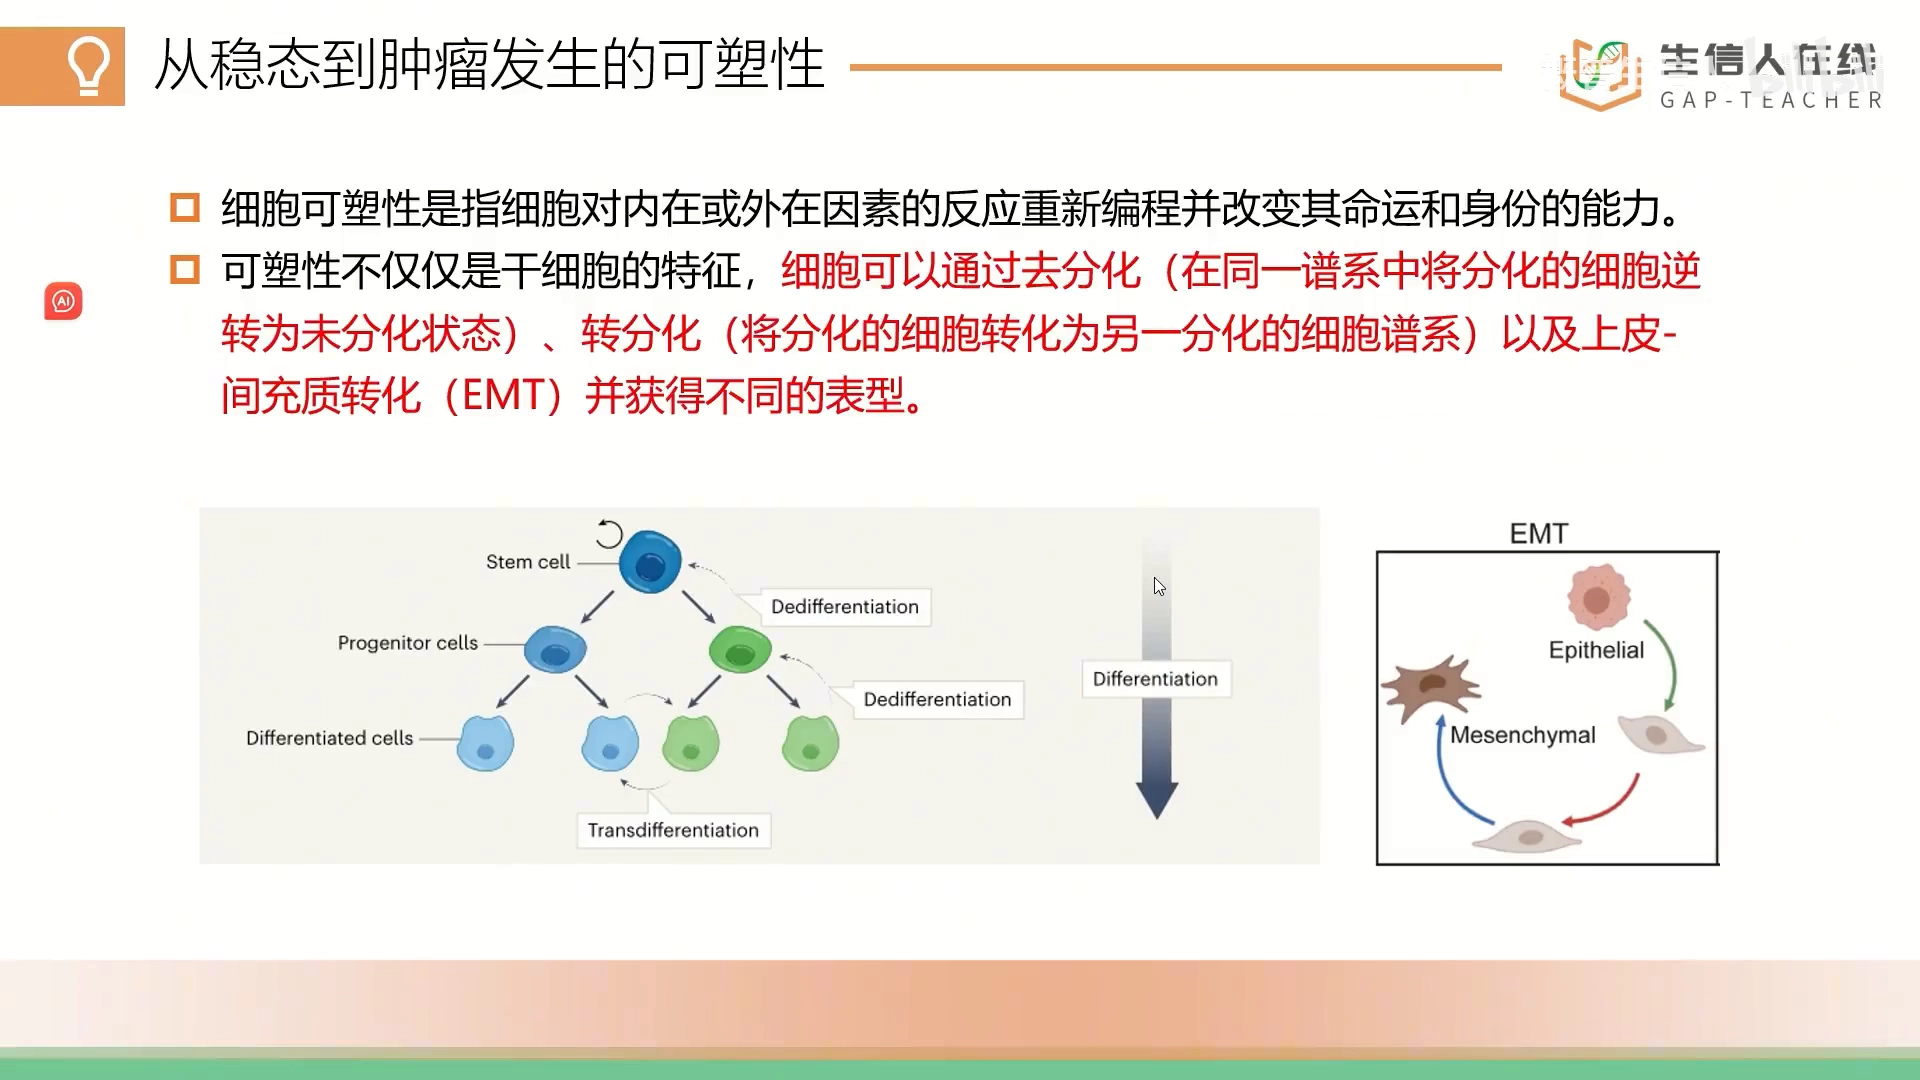 从稳态到肿瘤发生的可塑性
生信人在线
GAP-TEACHER
细胞可塑性是指细胞对内在或外在因素的反应重新编程并改变其命运和身份的能力。
可塑性不仅仅是干细胞的特征，细胞可以通过去分化（在同一谱系中将分化的细胞逆
转为未分化状态）、转分化（将分化的细胞转化为另一分化的细胞谱系）以及上皮-
间充质转化（EMT）并获得不同的表型。
AI
Stem cell
Dedifferentiation
Progenitor cells
Dedifferentiation
Differentiated cells
Transdifferentiation
Differentiation
EMT
Epithelial
Mesenchymal